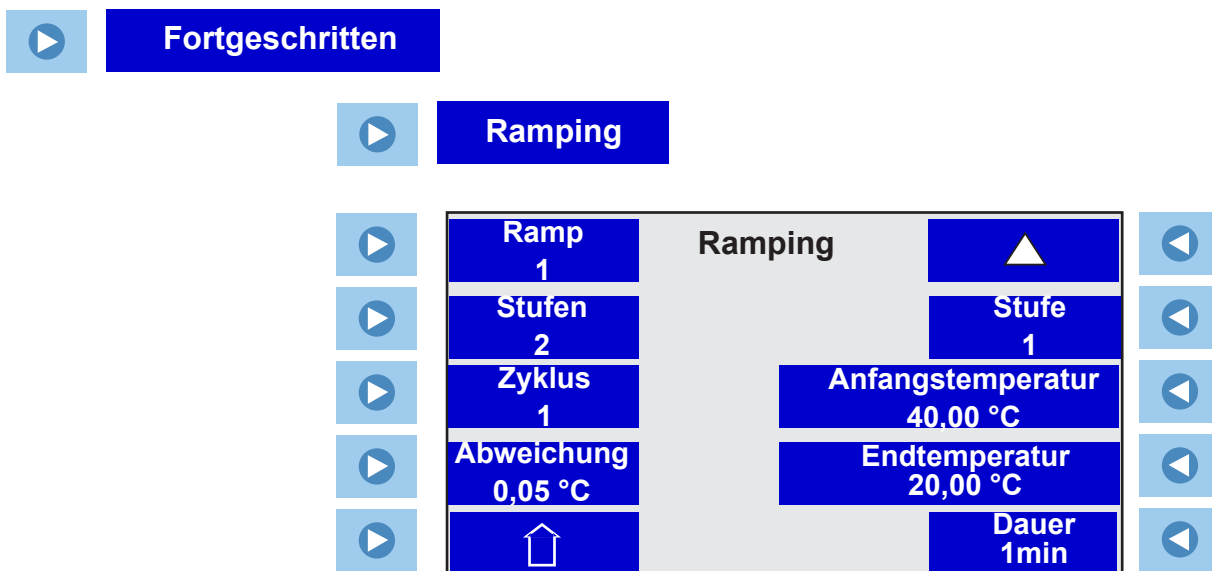 Fortgeschritten
Ramping
Ramp
1
Ramping
Stufen
2
Stufe
1
Zyklus
1
Anfangstemperatur
40,00 °C
Abweichung
0,05 °C
Endtemperatur
20,00 °C
Dauer
1min